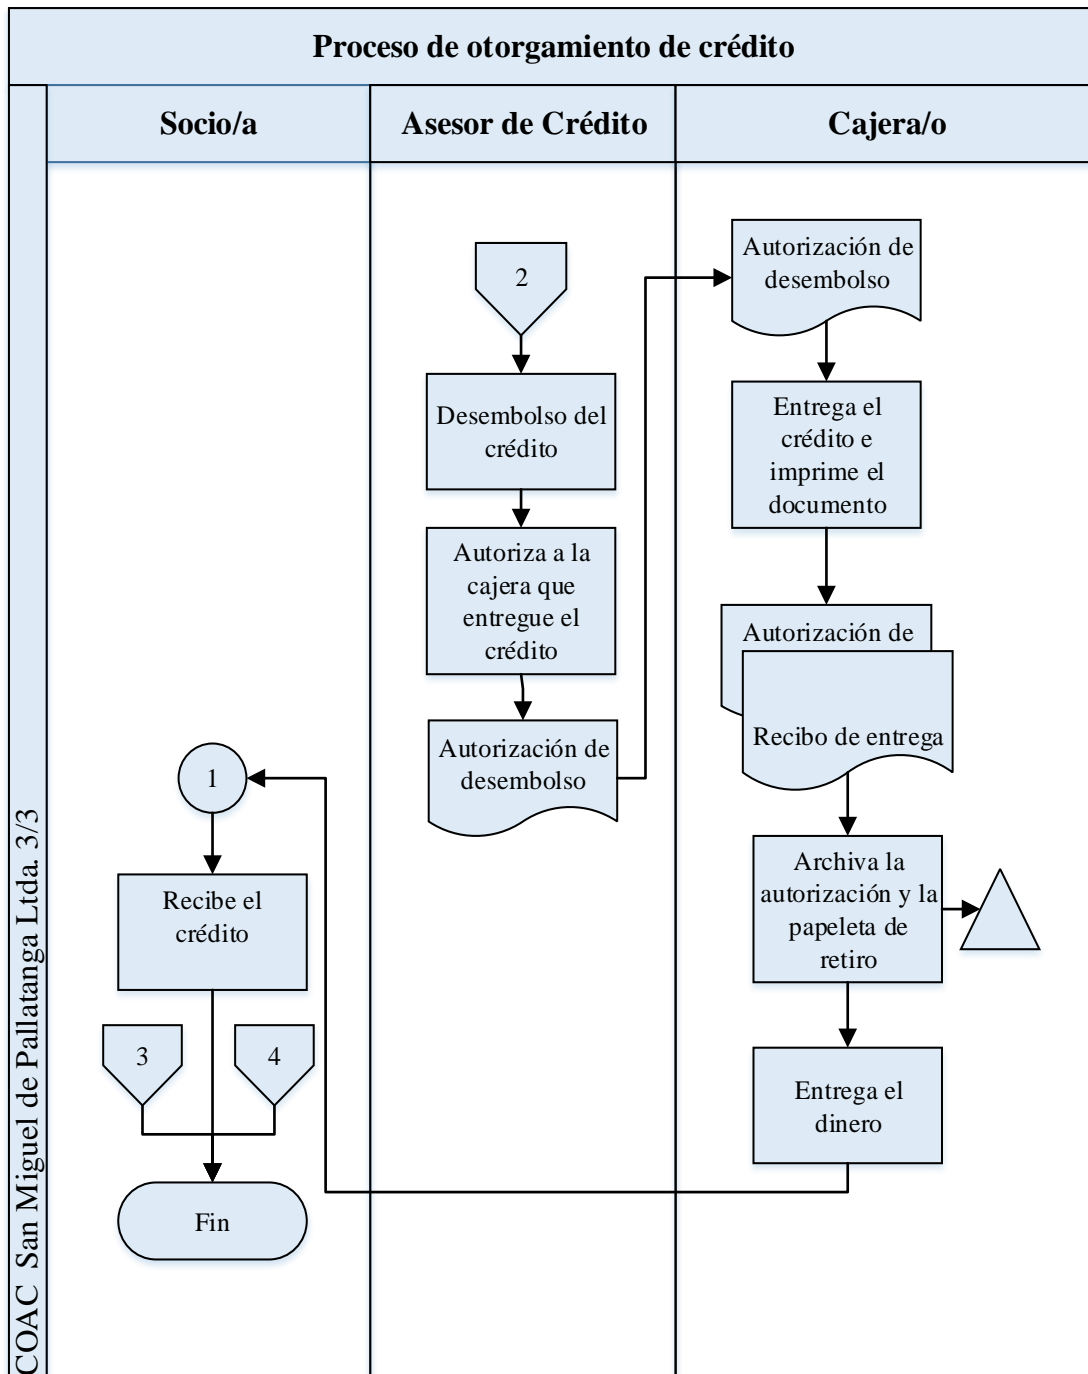 Proceso de otorgamiento de crédito
Socio/a
Asesor de Crédito
Cajera/o
COAC San Miguel de Pallatanga Ltda. 3/3
2
Desembolso del
crédito
Autoriza a la
cajera que
entregue el
crédito
Autorización de
desembolso
Autorización de
desembolso
Entrega el
crédito e
imprime el
documento
Autorización de
Recibo de entrega
Archiva la
autorización y la
papeleta de
retiro
Entrega el
dinero
1
Recibe el
crédito
3
4
Fin